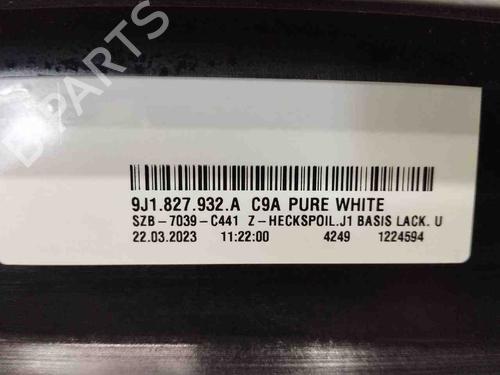 B PARTS
9J1.827.932.A C9A PURE WHITE
SZB-7039-C441 Z-HECKSPOIL.J1 BASIS LACK. U
22.03.2023 11:22:00 4249 1224594